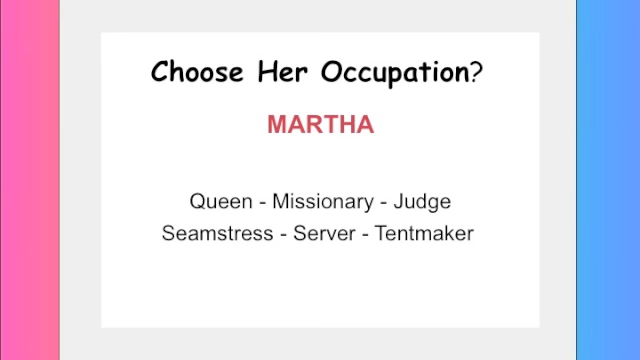 Choose Her Occupation?
MARTHA
Queen - Missionary - Judge
Seamstress - Server - Tentmaker